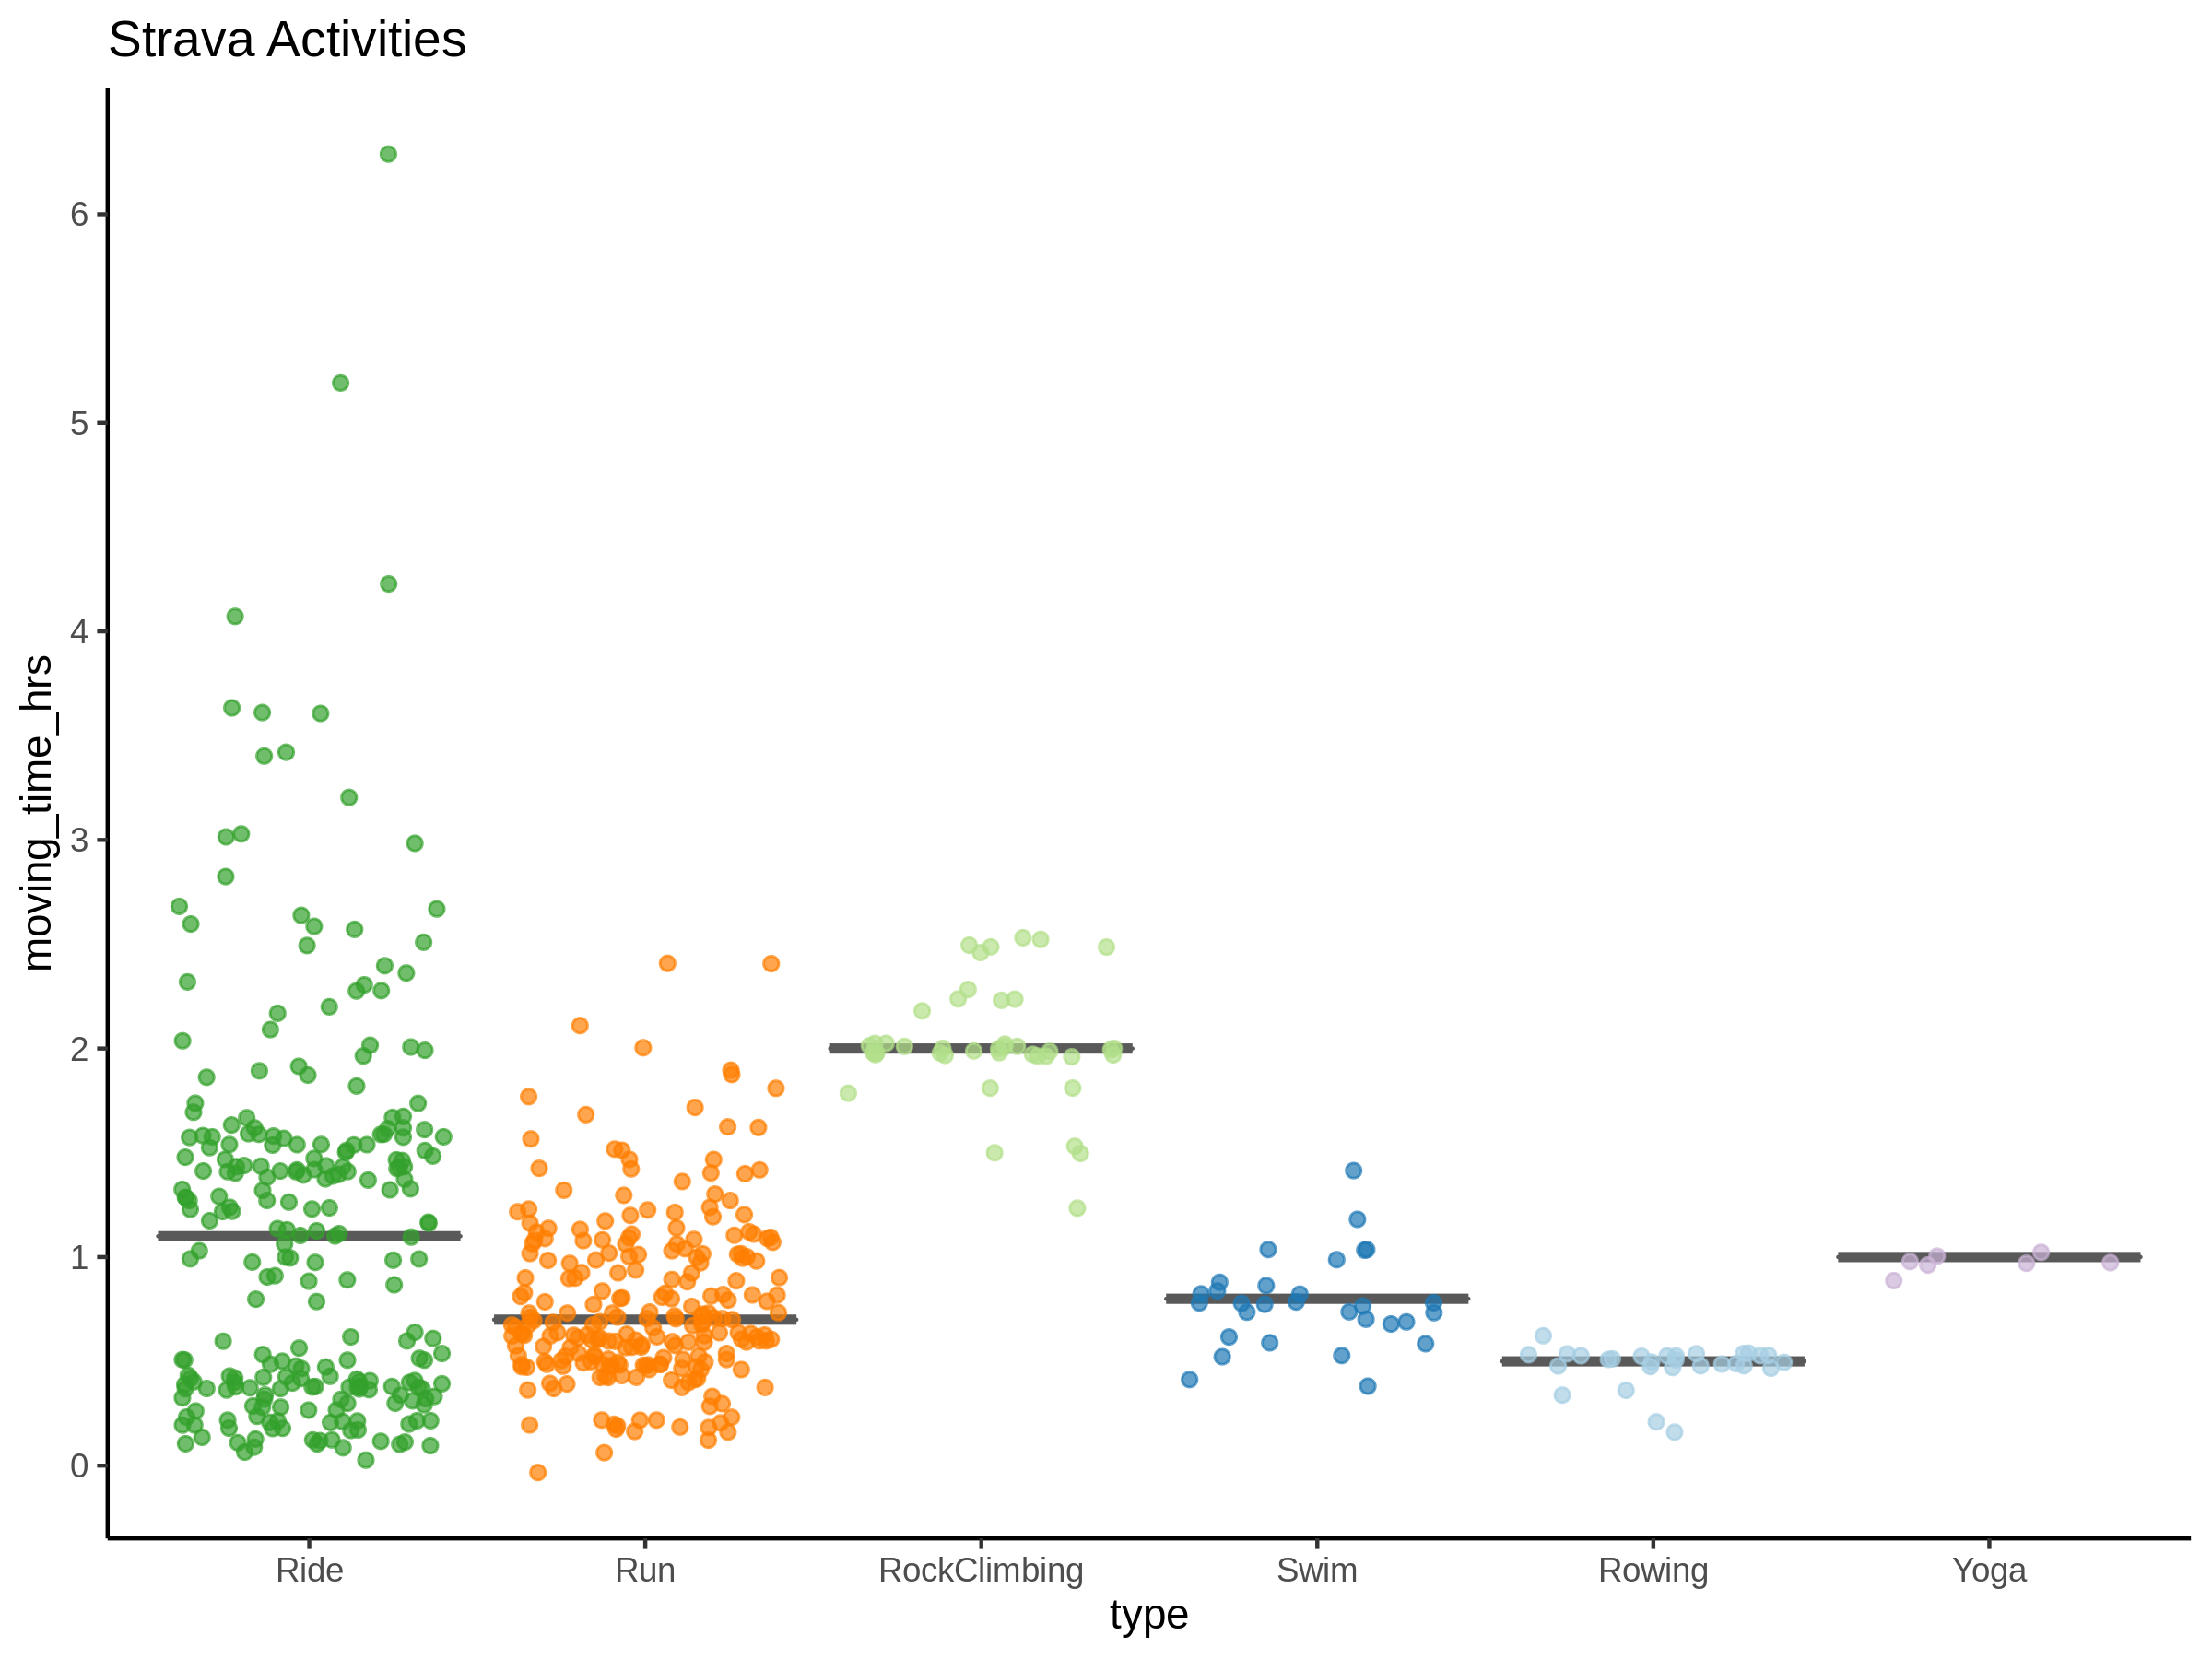 Strava Activities
moving_time_hrs
6
5
4
3
2
1
0
Ride Run RockClimbing Swim Rowing Yoga
type